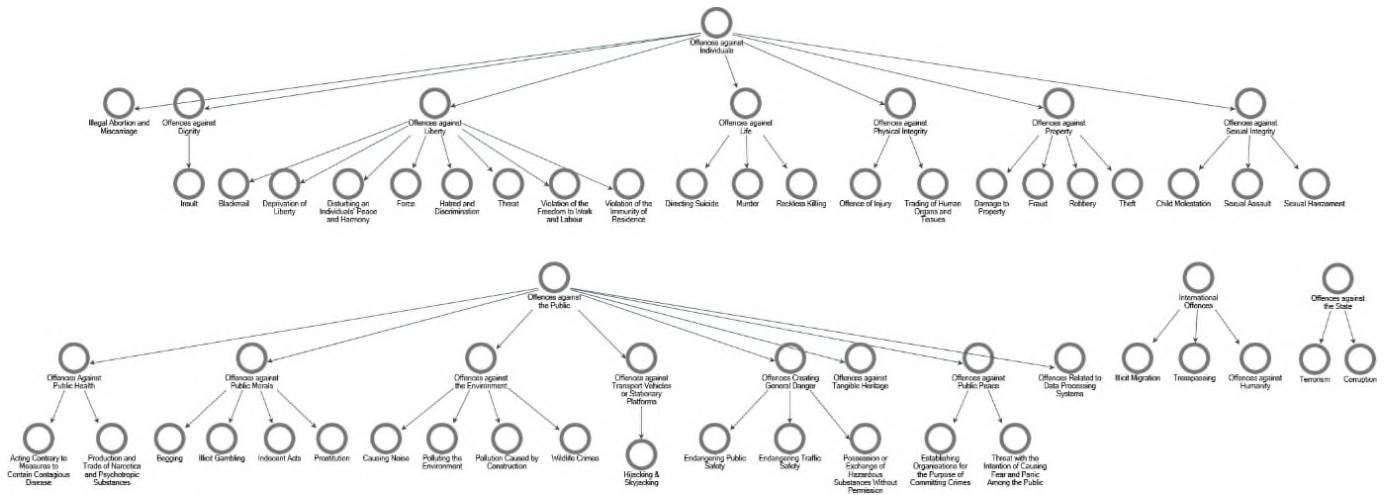 Offences against
Individuals
Illegal Abortion and
Miscarriage
Offences against
Dignity
Offences against
Liberty
Offences against
Life
Offences against
Physical Integrity
Offences against
Property
Offences against
Sexual Integrity
Insult
Blackmail
Deprivation of
Liberty
Disturbing an
Individuals' Peace
and Harmony
Force
Hatred and
Discrimination
Threat
Violation of the
Freedom to Work
and Labour
Violation of the
Immunity of
Residence
Directing Suicide
Murder
Reckless Killing
Offence of Injury
Trading of Human
Organs and
Tissues
Damage to
Property
Fraud
Robbery
Theft
Child Molestation
Sexual Assault
Sexual Harrasment
Offences against
the Public
International
Offences
Offences against
the State
Offences Against
Public Health
Offences against
Public Morals
Offences against
the Environment
Offences against
Transport Vehicles
or Stationary
Platforms
Offences Creating
General Danger
Offences against
Tangible Heritage
Offences against
Public Peace
Offences Related to
Data Processing
Systems
Illicit Migration
Tresspassing
Offences against
Humanity
Terrorism
Corruption
Acting Contrary to
Measures to
Contain Contagious
Disease
Production and
Trade of Narcotics
and Psychotropic
Substances
Begging
Illicit Gambling
Indecent Acts
Prostitution
Causing Noise
Polluting the
Environment
Pollution Caused by
Construction
Wildlife Crimes
Hijacking &
Skyjacking
Endangering Public
Safety
Endangering Traffic
Safety
Possession or
Exchange of
Hazardous
Substances Without
Permission
Establishing
Organisations for
the Purpose of
Committing Crimes
Threat with the
Intention of Causing
Fear and Panic
Among the Public